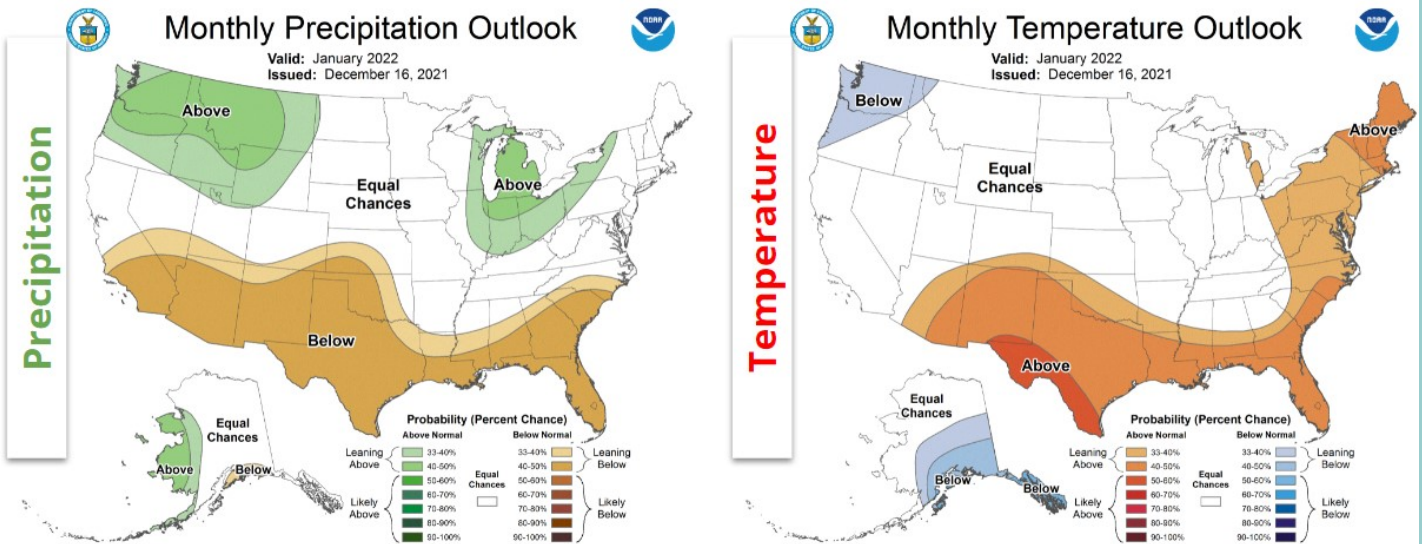 Precipitation
Monthly Precipitation Outlook
Valid: January 2022
Issued: December 16, 2021
NOAA
Above
Equal
Chances
Above
Below
Above
Equal
Chances
Below
Probability (Percent Chance)
Above Normal
Below Normal
Leaning
Above
33-40%
40-50%
Likely
Above
50-60%
60-70%
70-80%
80-90%
90-100%
Equal
Chances
33-40%
40-50%
Leaning
Below
50-60%
60-70%
70-80%
80-90%
90-100%
Likely
Below
Temperature
Monthly Temperature Outlook
Valid: January 2022
Issued: December 16, 2021
NOAA
Below
Above
Equal
Chances
Above
Equal
Chances
Below
Below
Probability (Percent Chance)
Above Normal
Below Normal
Leaning
Above
33-40%
40-50%
Likely
Above
50-60%
60-70%
70-80%
80-90%
90-100%
Equal
Chances
33-40%
40-50%
Leaning
Below
50-60%
60-70%
70-80%
80-90%
90-100%
Likely
Below